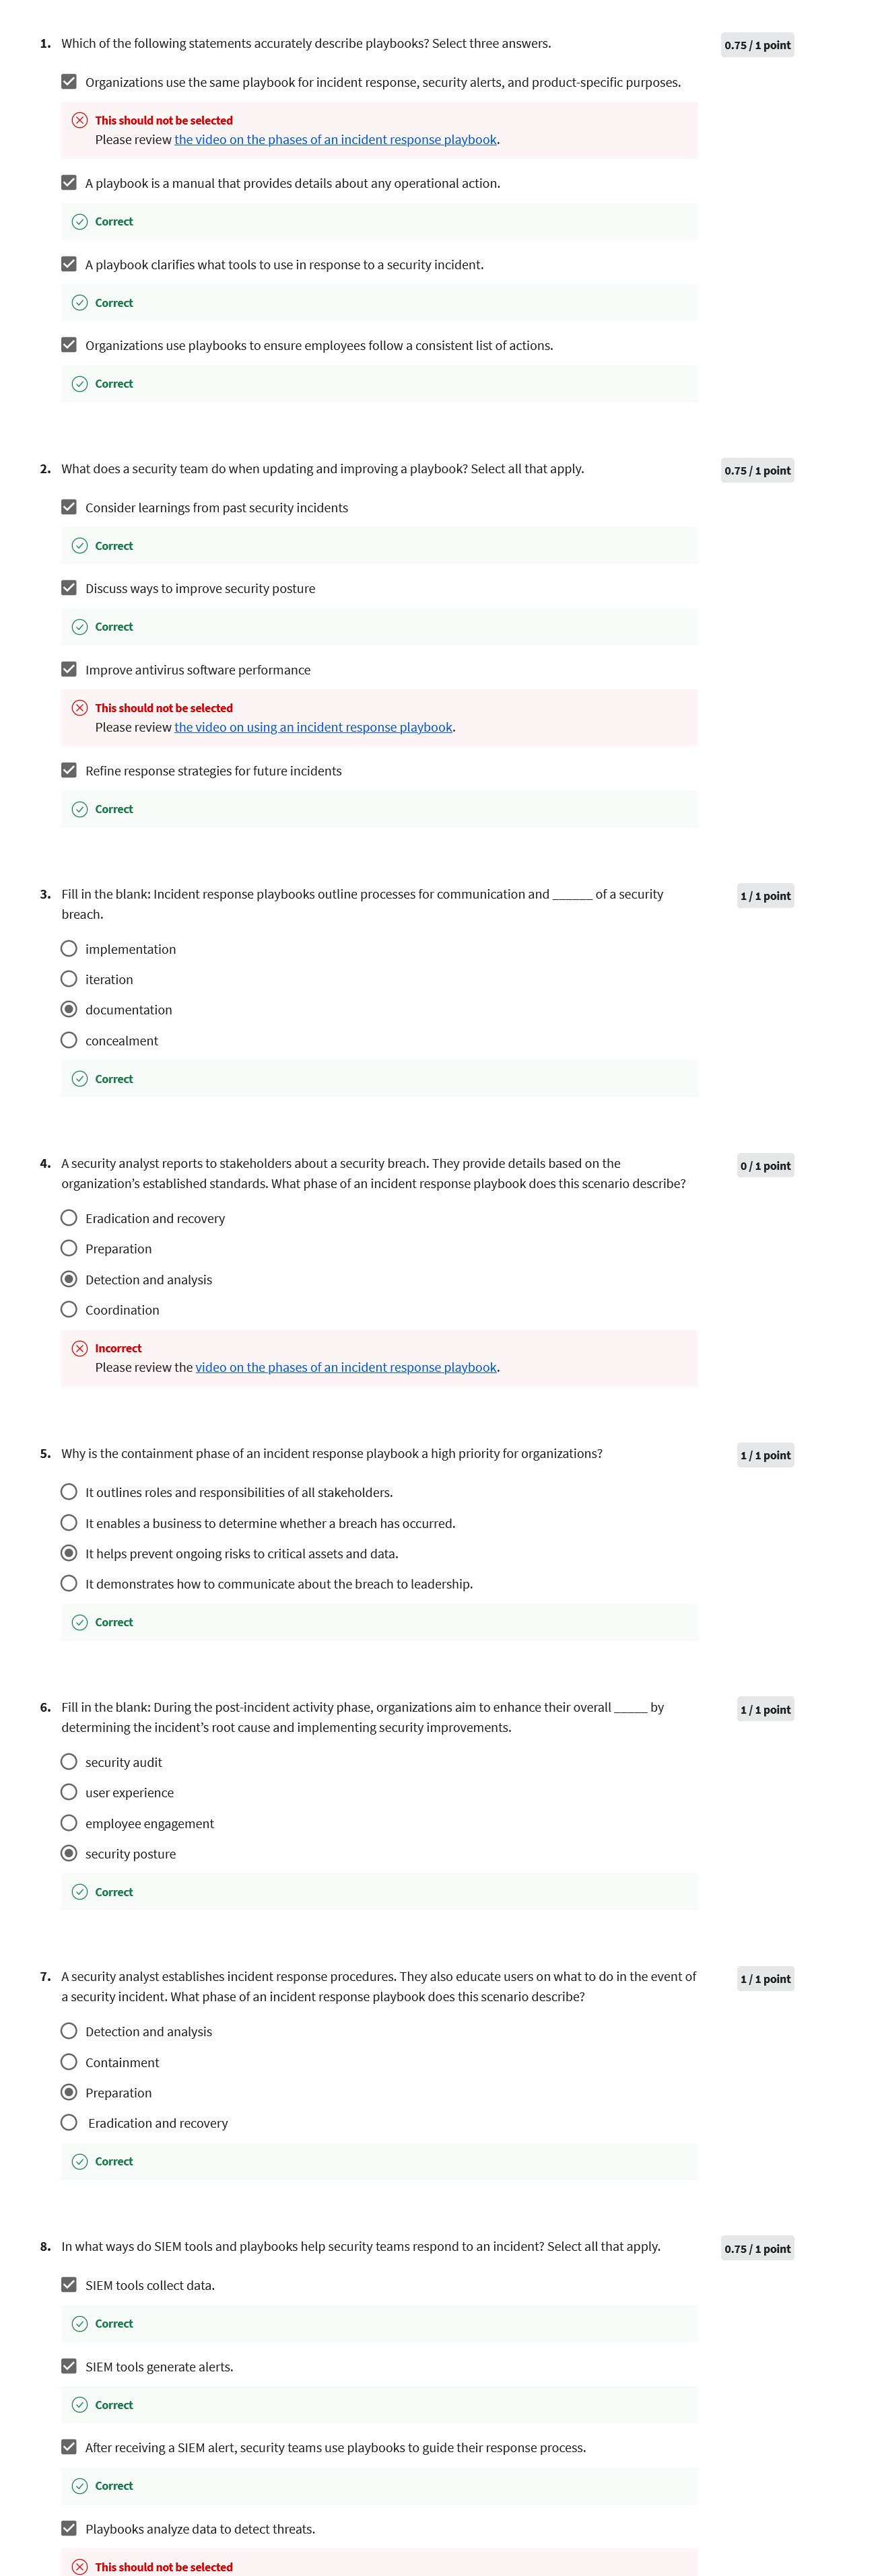 1. Which of the following statements accurately describe playbooks? Select three answers.
0.75 / 1 point
Organizations use the same playbook for incident response, security alerts, and product-specific purposes.
This should not be selected
Please review the video on the phases of an incident response playbook.
A playbook is a manual that provides details about any operational action.
Correct
A playbook clarifies what tools to use in response to a security incident.
Correct
Organizations use playbooks to ensure employees follow a consistent list of actions.
Correct
2. What does a security team do when updating and improving a playbook? Select all that apply.
0.75 / 1 point
Consider learnings from past security incidents
Correct
Discuss ways to improve security posture
Correct
Improve antivirus software performance
This should not be selected
Please review the video on using an incident response playbook.
Refine response strategies for future incidents
Correct
3. Fill in the blank: Incident response playbooks outline processes for communication and ______ of a security
breach.
1 / 1 point
implementation
iteration
documentation
concealment
Correct
4. A security analyst reports to stakeholders about a security breach. They provide details based on the
organization’s established standards. What phase of an incident response playbook does this scenario describe?
0 / 1 point
Eradication and recovery
Preparation
Detection and analysis
Coordination
Incorrect
Please review the video on the phases of an incident response playbook.
5. Why is the containment phase of an incident response playbook a high priority for organizations?
1 / 1 point
It outlines roles and responsibilities of all stakeholders.
It enables a business to determine whether a breach has occurred.
It helps prevent ongoing risks to critical assets and data.
It demonstrates how to communicate about the breach to leadership.
Correct
6. Fill in the blank: During the post-incident activity phase, organizations aim to enhance their overall _____ by
determining the incident’s root cause and implementing security improvements.
1 / 1 point
security audit
user experience
employee engagement
security posture
Correct
7. A security analyst establishes incident response procedures. They also educate users on what to do in the event of
a security incident. What phase of an incident response playbook does this scenario describe?
1 / 1 point
Detection and analysis
Containment
Preparation
Eradication and recovery
Correct
8. In what ways do SIEM tools and playbooks help security teams respond to an incident? Select all that apply.
0.75 / 1 point
SIEM tools collect data.
Correct
SIEM tools generate alerts.
Correct
After receiving a SIEM alert, security teams use playbooks to guide their response process.
Correct
Playbooks analyze data to detect threats.
This should not be selected